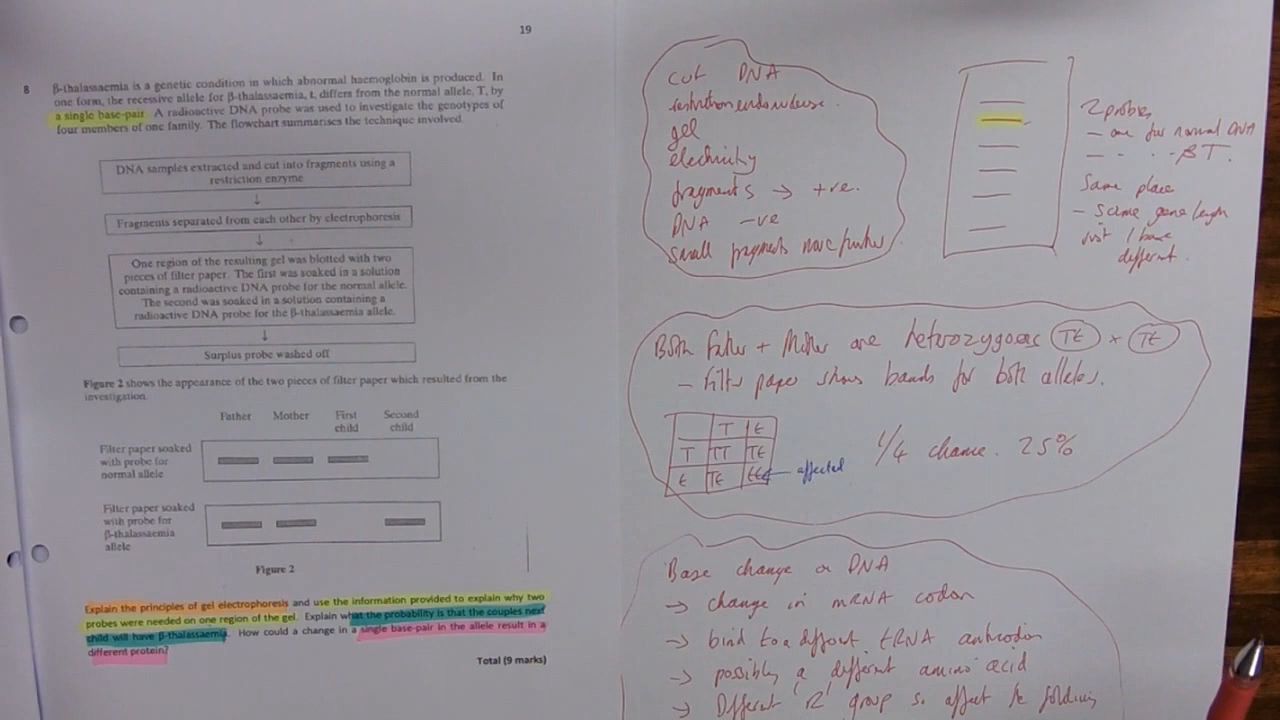 19
8
β-thalassaemia is a genetic condition in which abnormal haemoglobin is produced. In
one form, the recessive allele for β-thalassaemia, t, differs from the normal allele, T, by
a single base-pair. A radioactive DNA probe was used to investigate the genotypes of
four members of one family. The flowchart summarises the technique involved
DNA samples extracted and cut into fragments using a
restriction enzyme
↓
Fragments separated from each other by electrophoresis
↓
One region of the resulting gel was blotted with two
pieces of filter paper. The first was soaked in a solution
containing a radioactive DNA probe for the normal allele.
The second was soaked in a solution containing a
radioactive DNA probe for the β-thalassaemia allele.
↓
Surplus probe washed off
Figure 2 shows the appearance of the two pieces of filter paper which resulted from the
investigation
Father Mother First Second
child child
Filter paper soaked
with probe for
normal allele
Filter paper soaked
with probe for
β-thalassaemia
allele
Figure 2
Explain the principles of gel electrophoresis and use the information provided to explain why two
probes were needed on one region of the gel. Explain what the probability is that the couples next
child will have β-thalassaemia. How could a change in a single base-pair in the allele result in a
different protein?
Total (9 marks)
cut DNA
restriction endonuclease.
gel
electricity
fragments → +ve.
DNA -ve
Small fragments move further
2 probes
- one for normal DNA
- - . . . βT.
Same place
- same gene length
just 1 base
different.
Both father + Mother are heterozygous Tt × Tt
- filter paper shows bands for both alleles.
T t
T TT Tt
t Tt tt ← affected
1/4 chance. 25%
Base change on DNA
→ change in mRNA codon
→ bind to a different tRNA anticodon
→ possibly a different amino acid
→ Different 'R' group so affect the folding